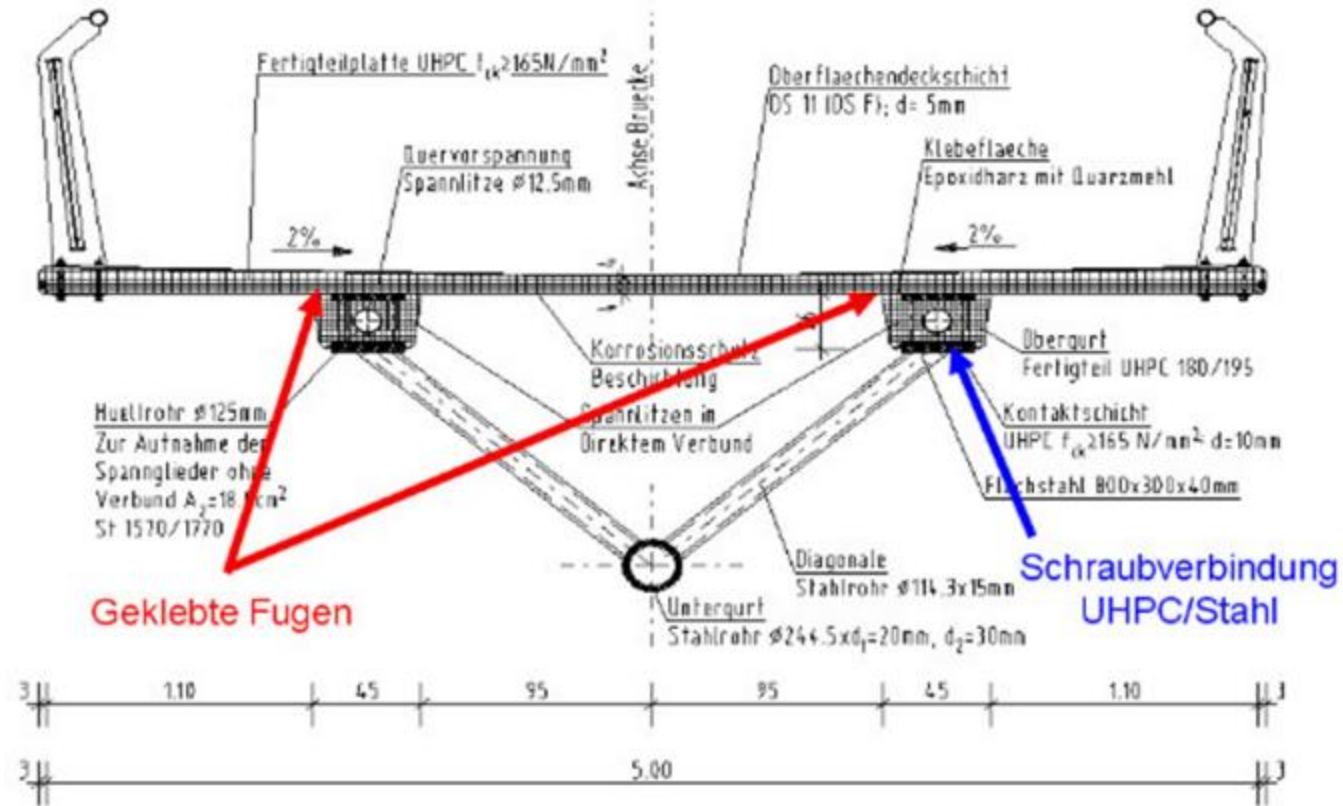 Fertigteilplatte UHPC f_ck≥165N/mm²
Quervorspannung
Spannlitze ø12.5mm
Achse Bruecke
Oberflaechendeckschicht
OS 11 (OS F); d= 5mm
Klebeflaeche
Epoxidharz mit Quarzmehl
2%
2%
Korrosionsschutz
Beschichtung
Spannlitzen in
Direktem Verbund
Obergurt
Fertigteil UHPC 180/195
Huellrohr ø125mm
Zur Aufnahme der
Spannglieder ohne
Verbund
St 1570/1770
Kontaktschicht
UHPC f_ck≥165 N/mm² d=10mm
Flachstahl 800x300x40mm
Diagonale
Stahlrohr ø114.3x15mm
Untergurt
Stahlrohr ø244.5xd₁=20mm, d₂=30mm
Geklebte Fugen
Schraubverbindung
UHPC/Stahl
3 1.10 45 95 95 45 1.10 3
3 5.00 3